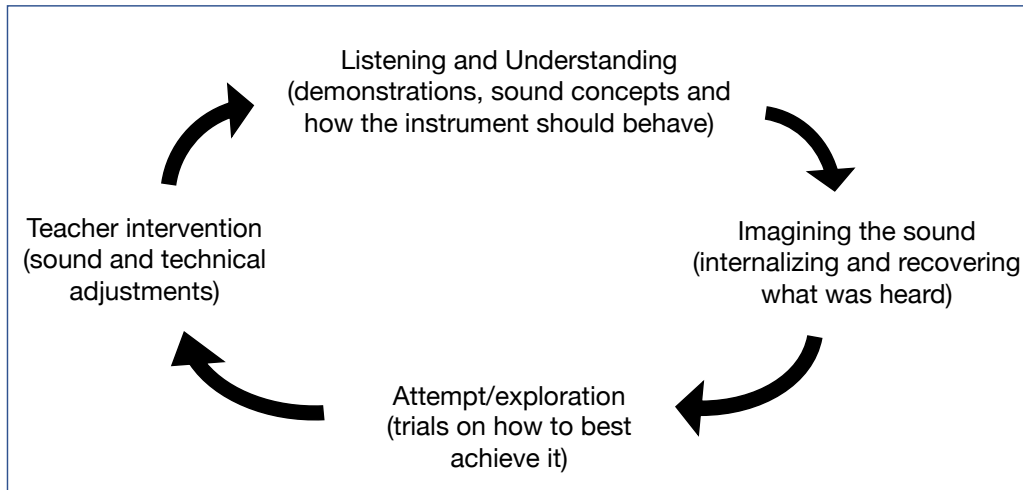 Listening and Understanding
(demonstrations, sound concepts and
how the instrument should behave)
Imagining the sound
(internalizing and recovering
what was heard)
Attempt/exploration
(trials on how to best
achieve it)
Teacher intervention
(sound and technical
adjustments)